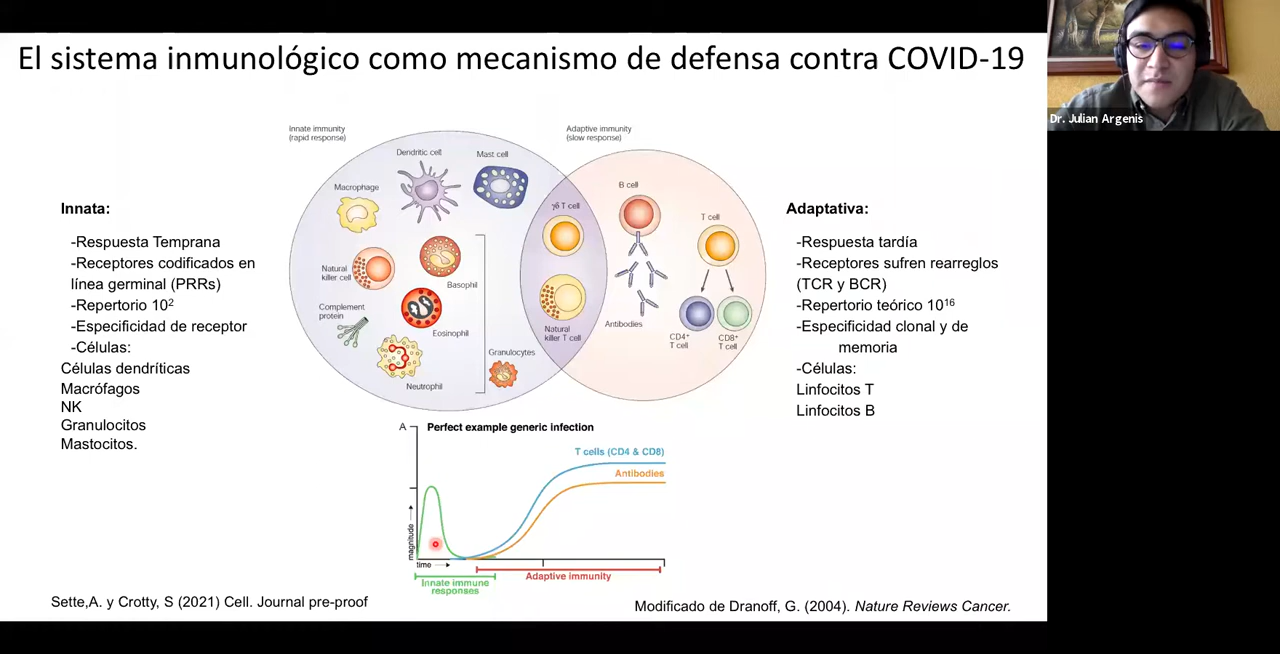 El sistema inmunológico como mecanismo de defensa contra COVID-19
Dr. Julian Argenis
Innata:
-Respuesta Temprana
-Receptores codificados en
línea germinal (PRRs)
-Repertorio 10²
-Especificidad de receptor
-Células:
Células dendríticas
Macrófagos
NK
Granulocitos
Mastocitos.
Innate immunity
(rapid response)
Adaptive immunity
(slow response)
Dendritic cell
Mast cell
Macrophage
γδ T cell
B cell
T cell
Natural
killer cell
Basophil
Complement
protein
Eosinophil
Natural
killer T cell
Antibodies
CD4⁺
T cell
CD8⁺
T cell
Granulocytes
Neutrophil
Adaptativa:
-Respuesta tardía
-Receptores sufren rearreglos
(TCR y BCR)
-Repertorio teórico 10¹⁶
-Especificidad clonal y de
memoria
-Células:
Linfocitos T
Linfocitos B
A
Perfect example generic infection
T cells (CD4 & CD8)
Antibodies
magnitude
time
Innate immune
responses
Adaptive immunity
Sette,A. y Crotty, S (2021) Cell. Journal pre-proof
Modificado de Dranoff, G. (2004). Nature Reviews Cancer.